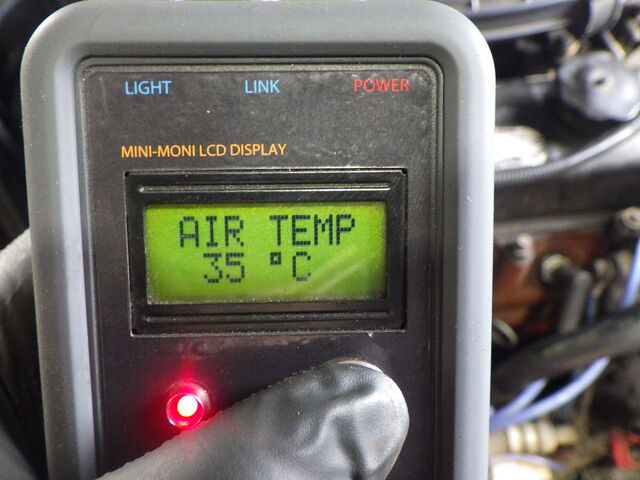 LIGHT LINK POWER
MINI-MONI LCD DISPLAY
AIR TEMP
35 °C